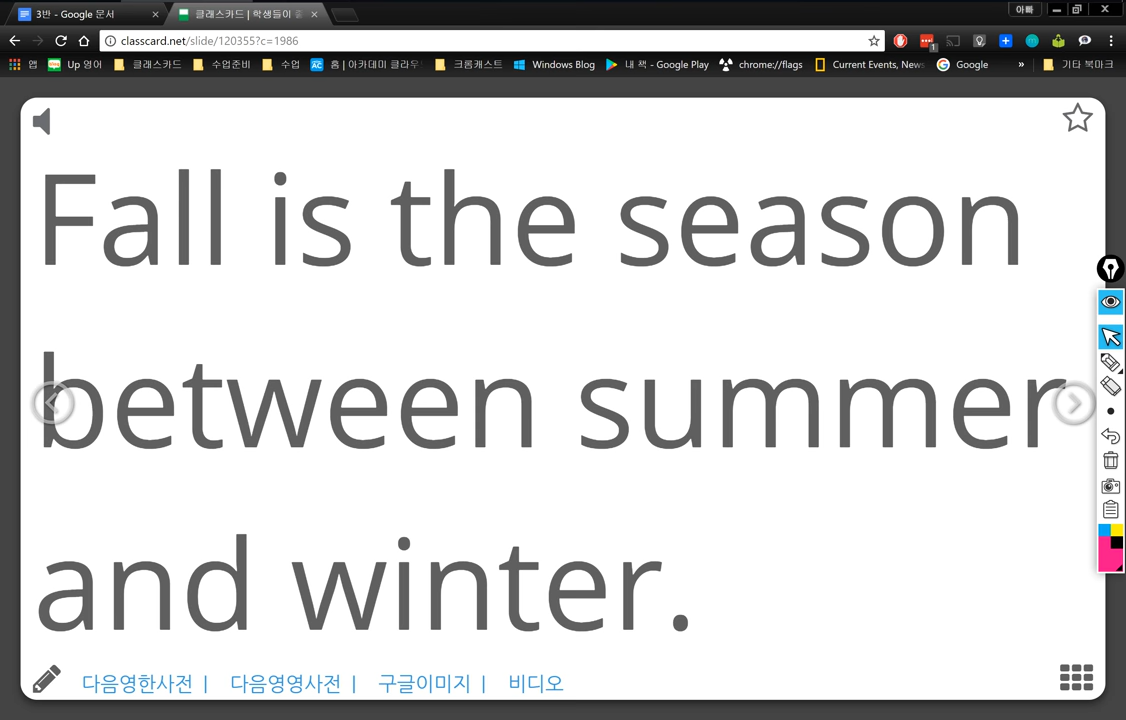 3반 - Google 문서
클래스카드 | 학생들이 좋
아빠
classcard.net/slide/120355?c=1986
1
앱 Up 영어 클래스카드 수업준비 수업 홈 | 아카데미 클라우 크롬캐스트 Windows Blog 내 책 - Google Play chrome://flags Current Events, News Google » 기타 북마크
Fall is the season
between summer
and winter.
다음영한사전 | 다음영영사전 | 구글이미지 | 비디오